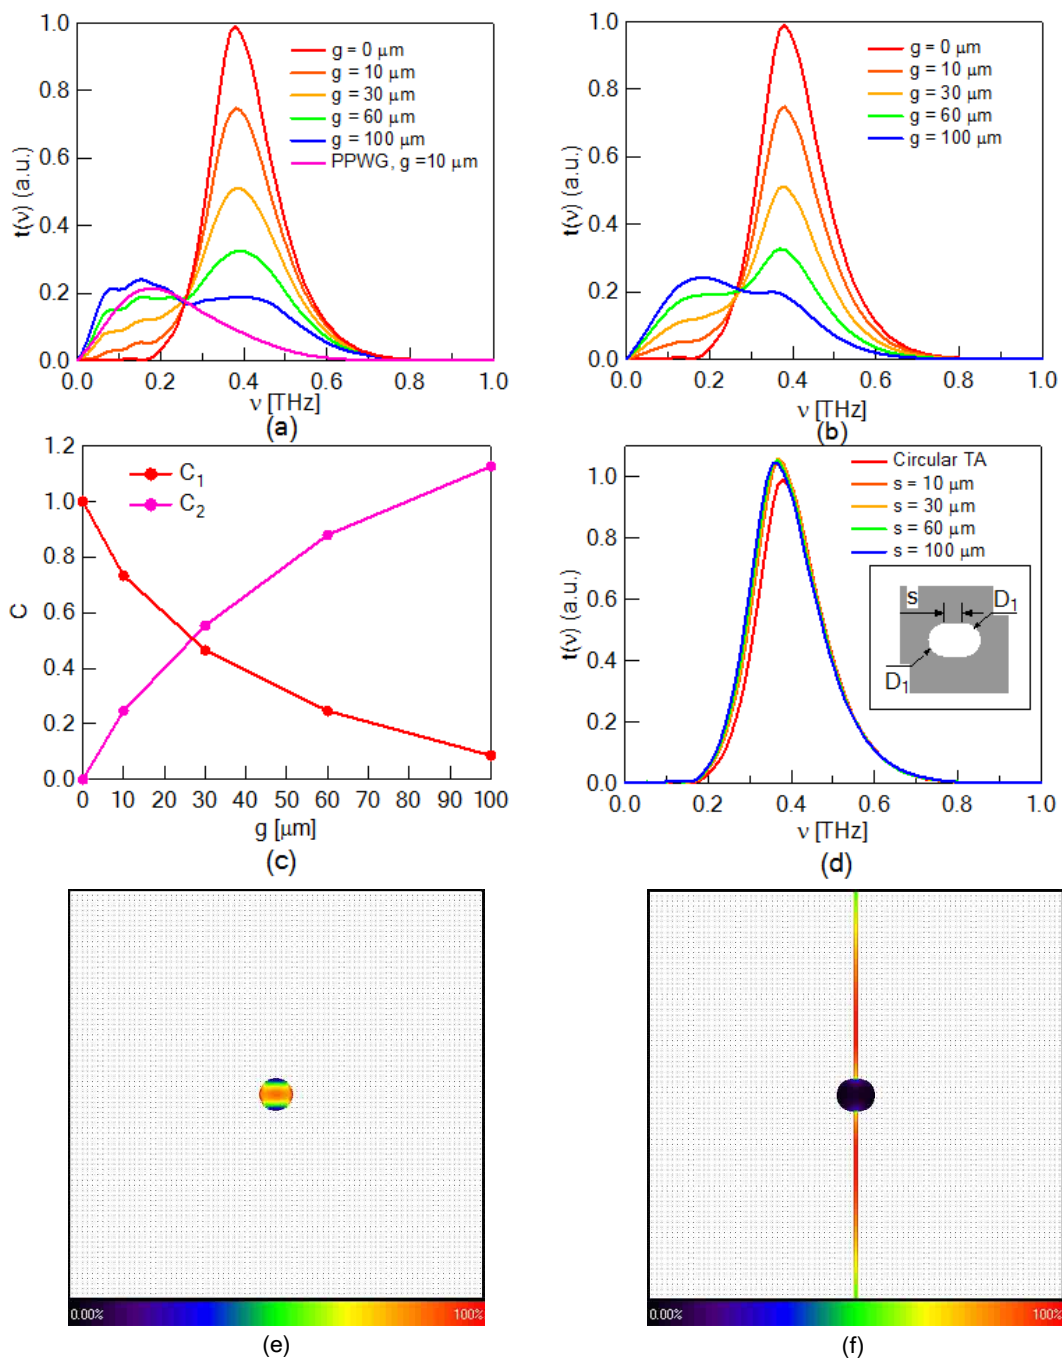 1.0
0.8
0.6
0.4
0.2
0.0
t(ν) (a.u.)
g = 0 μm
g = 10 μm
g = 30 μm
g = 60 μm
g = 100 μm
PPWG, g =10 μm
0.0 0.2 0.4 0.6 0.8 1.0
ν [THz]
(a)
1.0
0.8
0.6
0.4
0.2
0.0
t(ν) (a.u.)
g = 0 μm
g = 10 μm
g = 30 μm
g = 60 μm
g = 100 μm
0.0 0.2 0.4 0.6 0.8 1.0
ν [THz]
(b)
1.2
1.0
0.8
0.6
0.4
0.2
0.0
C
C1
C2
0 10 20 30 40 50 60 70 80 90 100
g [μm]
(c)
1.0
0.8
0.6
0.4
0.2
0.0
t(ν) (a.u.)
Circular TA
s = 10 μm
s = 30 μm
s = 60 μm
s = 100 μm
s
D1
D1
0.0 0.2 0.4 0.6 0.8 1.0
ν [THz]
(d)
0.00% 100%
(e)
0.00% 100%
(f)